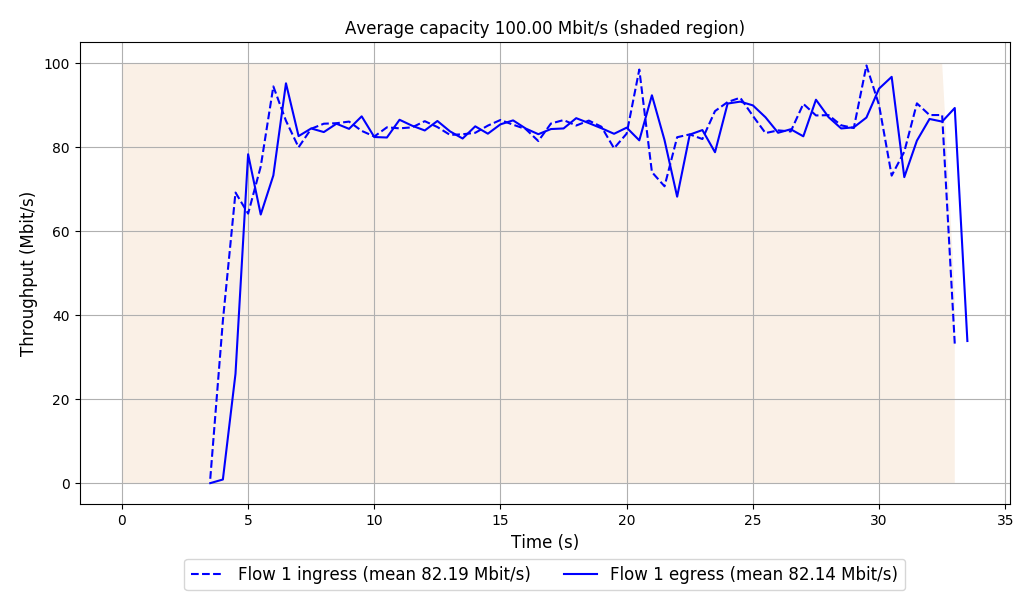 Average capacity 100.00 Mbit/s (shaded region)
100
80
60
40
20
0
Throughput (Mbit/s)
0 5 10 15 20 25 30 35
Time (s)
Flow 1 ingress (mean 82.19 Mbit/s) Flow 1 egress (mean 82.14 Mbit/s)